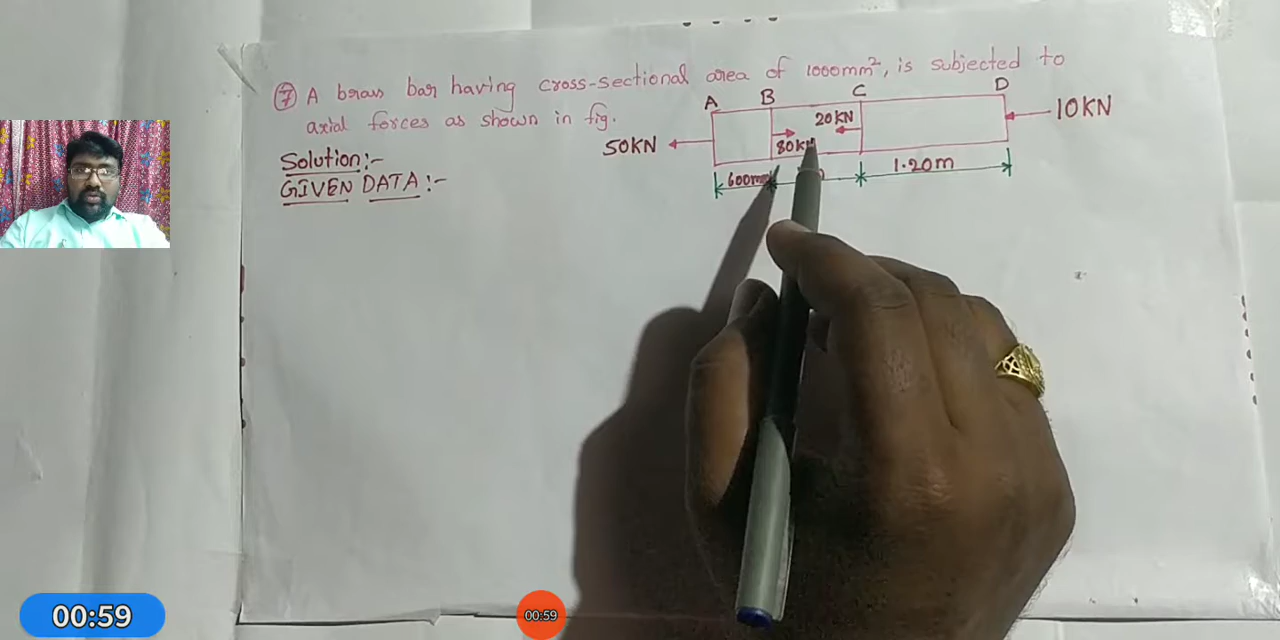 ⑦ A brass bar having cross-sectional area of 1000mm², is subjected to
axial forces as shown in fig.
A B C D
50KN 80KN 20KN 10KN
600mm 1.20m
Solution:-
GIVEN DATA:-
00:59
00:59